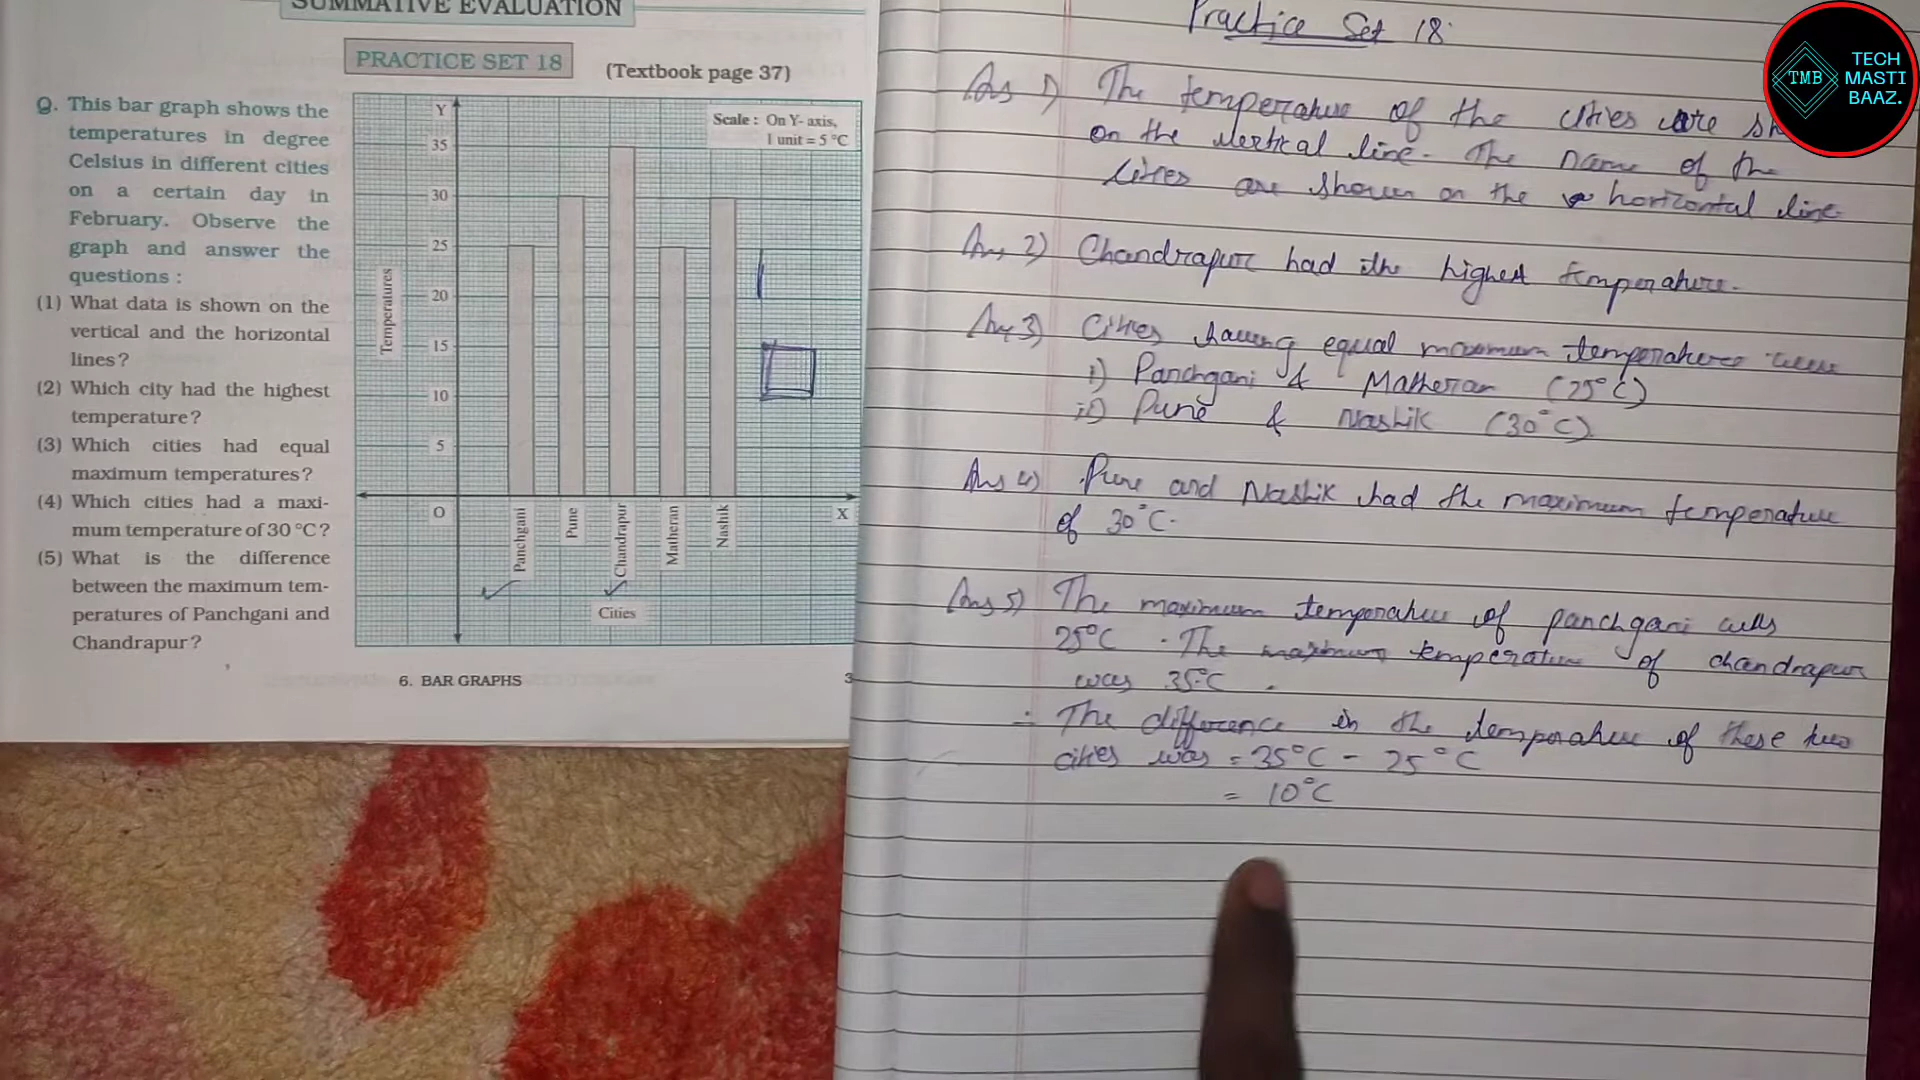 SUMMATIVE EVALUATION
PRACTICE SET 18
(Textbook page 37)
Q. This bar graph shows the
temperatures in degree
Celsius in different cities
on a certain day in
February. Observe the
graph and answer the
questions :
(1) What data is shown on the
vertical and the horizontal
lines?
(2) Which city had the highest
temperature?
(3) Which cities had equal
maximum temperatures?
(4) Which cities had a maxi-
mum temperature of 30 °C?
(5) What is the difference
between the maximum tem-
peratures of Panchgani and
Chandrapur?
Y
Scale : On Y- axis,
1 unit = 5 °C
35
30
25
20
15
10
5
O
X
Temperatures
Panchgani
Pune
Chandrapur
Matheran
Nashik
Cities
6. BAR GRAPHS
3
Practice Set 18
Ans 1) The temperature of the cities are
on the vertical line. The name of the
cities are shown on the horizontal line
Ans 2) Chandrapur had the highest temperature.
Ans 3) Cities having equal maximum temperatures were
i) Panchgani & Matheran (25°C)
ii) Pune & Nashik (30°C)
Ans 4) Pune and Nashik had the maximum temperature
of 30°C.
Ans 5) The maximum temperature of panchgani was
25°C . The maximum temperature of chandrapur
was 35°C .
∴ The difference in the temperature of these two
cities was = 35°C - 25°C
= 10°C
TMB
TECH
MASTI
BAAZ.